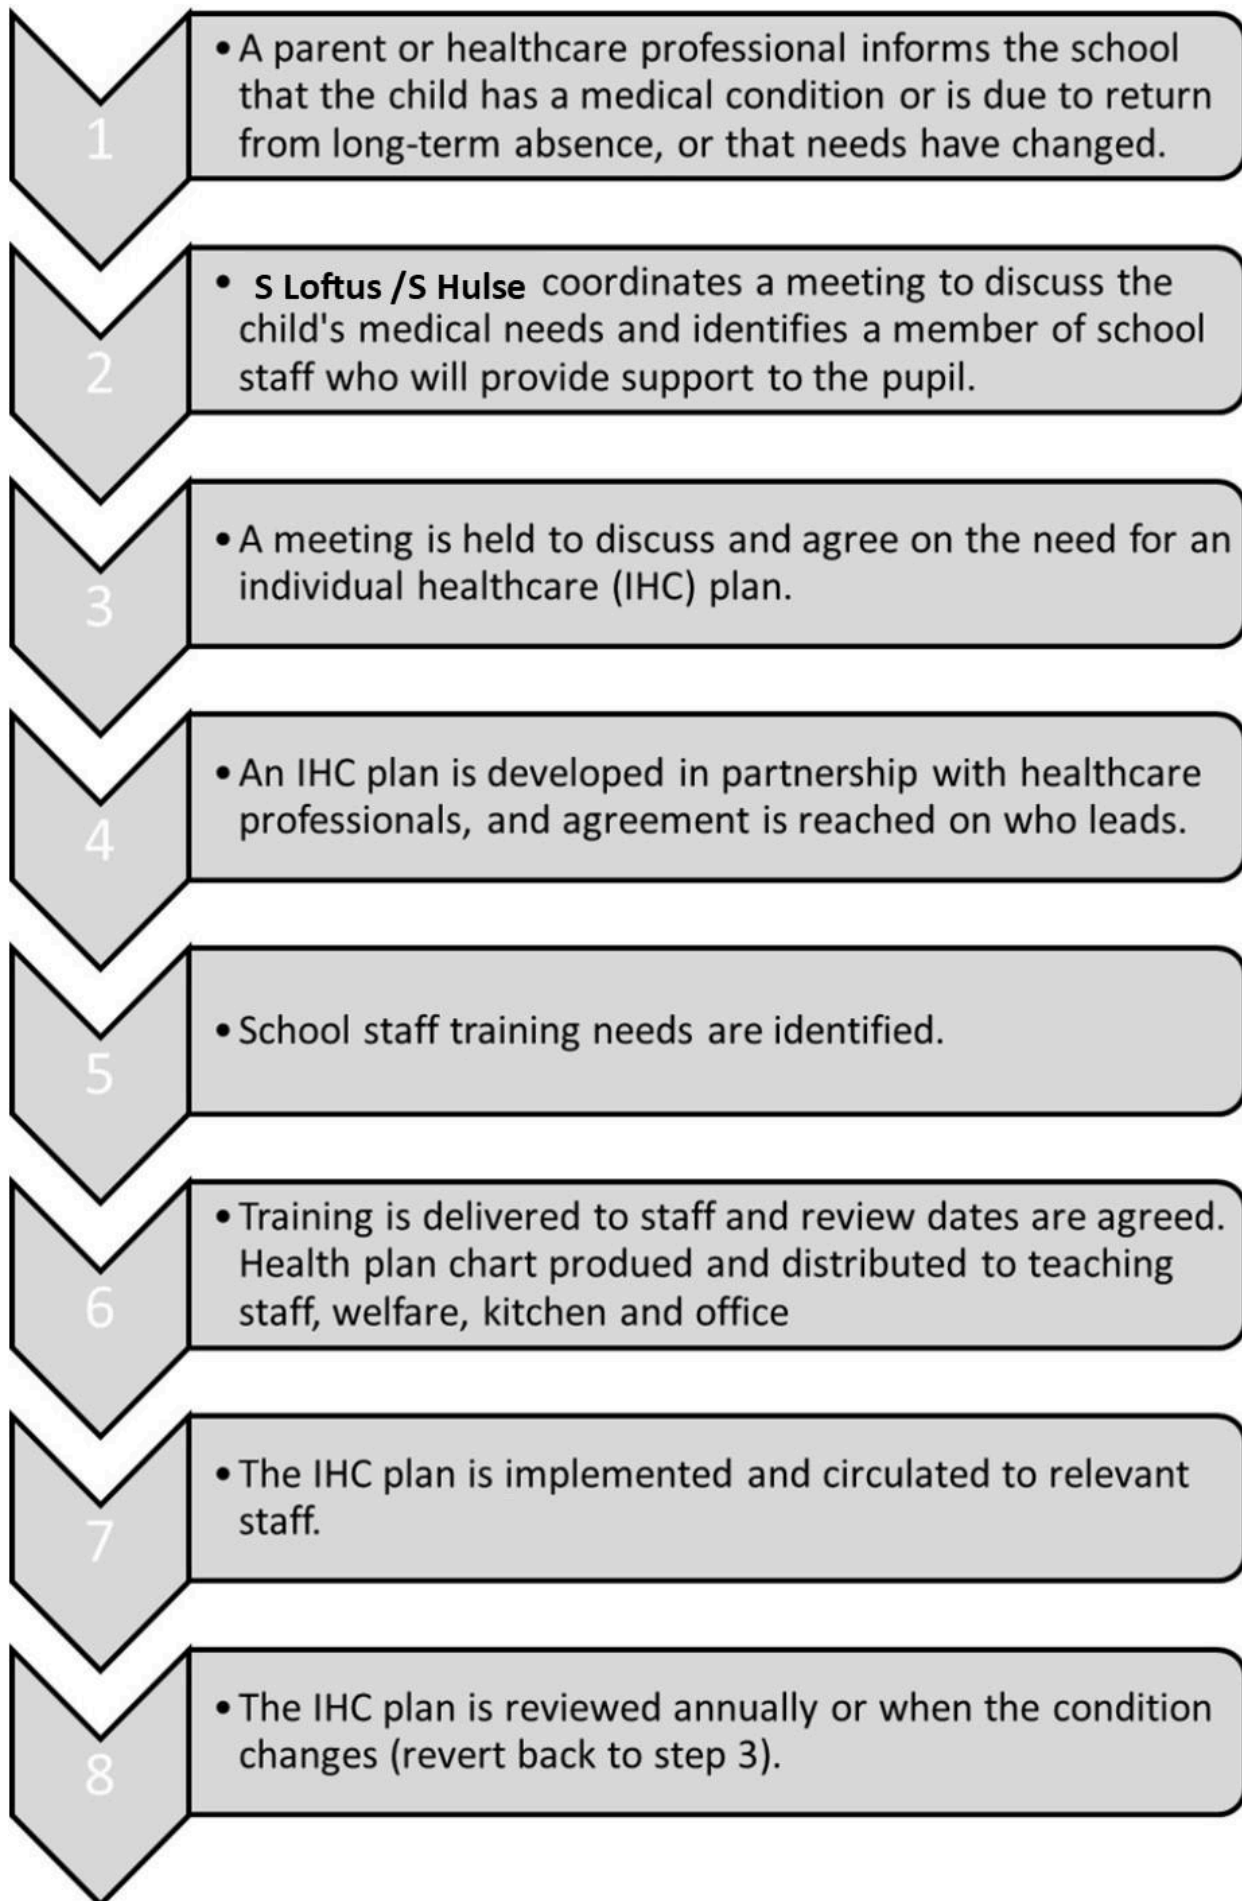 1
• A parent or healthcare professional informs the school
that the child has a medical condition or is due to return
from long-term absence, or that needs have changed.
2
• S Loftus /S Hulse coordinates a meeting to discuss the
child's medical needs and identifies a member of school
staff who will provide support to the pupil.
3
• A meeting is held to discuss and agree on the need for an
individual healthcare (IHC) plan.
4
• An IHC plan is developed in partnership with healthcare
professionals, and agreement is reached on who leads.
5
• School staff training needs are identified.
6
• Training is delivered to staff and review dates are agreed.
Health plan chart produed and distributed to teaching
staff, welfare, kitchen and office
7
• The IHC plan is implemented and circulated to relevant
staff.
8
• The IHC plan is reviewed annually or when the condition
changes (revert back to step 3).